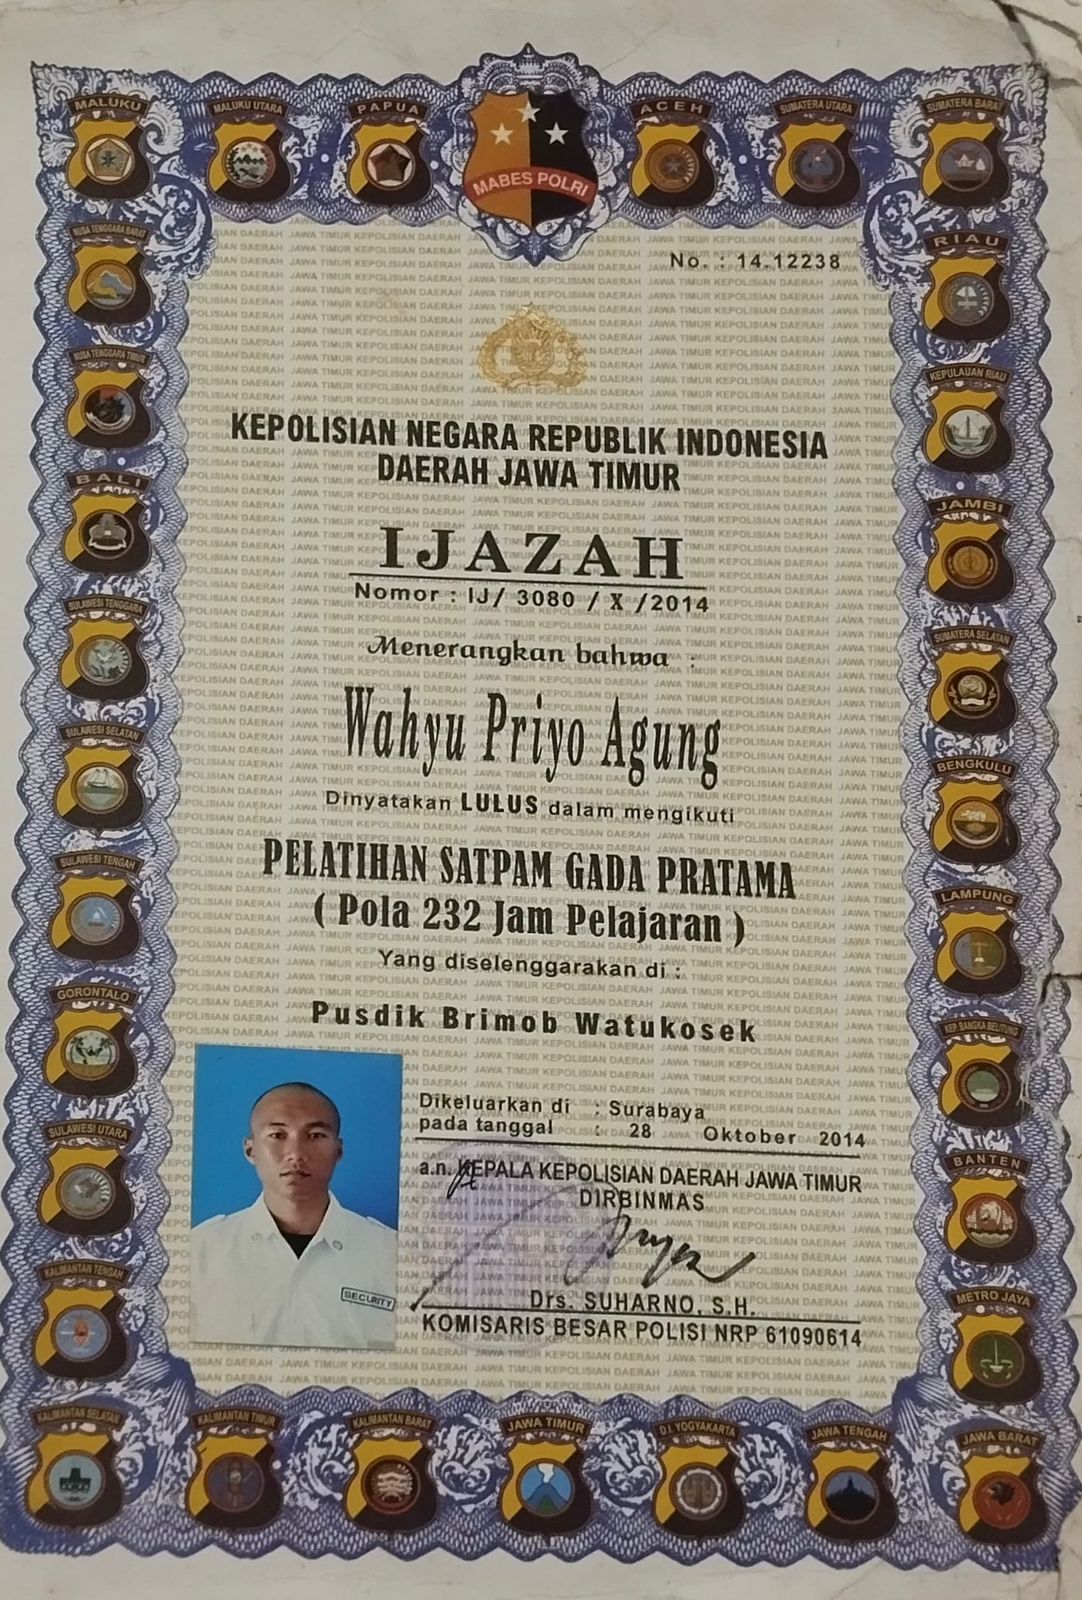 MALUKU
MALUKU UTARA
PAPUA
MABES POLRI
ACEH
SUMATERA UTARA
SUMATERA BARAT
NUSA TENGGARA BARAT
RIAU
No. : 14.12238
NUSA TENGGARA TIMUR
KEPULAUAN RIAU
KEPOLISIAN NEGARA REPUBLIK INDONESIA
DAERAH JAWA TIMUR
BALI
JAMBI
IJAZAH
Nomor : IJ/ 3080 / X /2014
SULAWESI TENGGARA
SUMATERA SELATAN
Menerangkan bahwa :
Wahyu Priyo Agung
SULAWESI SELATAN
BENGKULU
Dinyatakan LULUS dalam mengikuti
PELATIHAN SATPAM GADA PRATAMA
( Pola 232 Jam Pelajaran )
SULAWESI TENGAH
LAMPUNG
Yang diselenggarakan di :
GORONTALO
Pusdik Brimob Watukosek
KEP. BANGKA BELITUNG
Dikeluarkan di : Surabaya
pada tanggal : 28 Oktober 2014
SULAWESI UTARA
BANTEN
a.n. KEPALA KEPOLISIAN DAERAH JAWA TIMUR
DIRBINMAS
KALIMANTAN TENGAH
SECURITY
METRO JAYA
Drs. SUHARNO, S.H.
KOMISARIS BESAR POLISI NRP 61090614
KALIMANTAN SELATAN
KALIMANTAN TIMUR
KALIMANTAN BARAT
JAWA TIMUR
D.I. YOGYAKARTA
JAWA TENGAH
JAWA BARAT